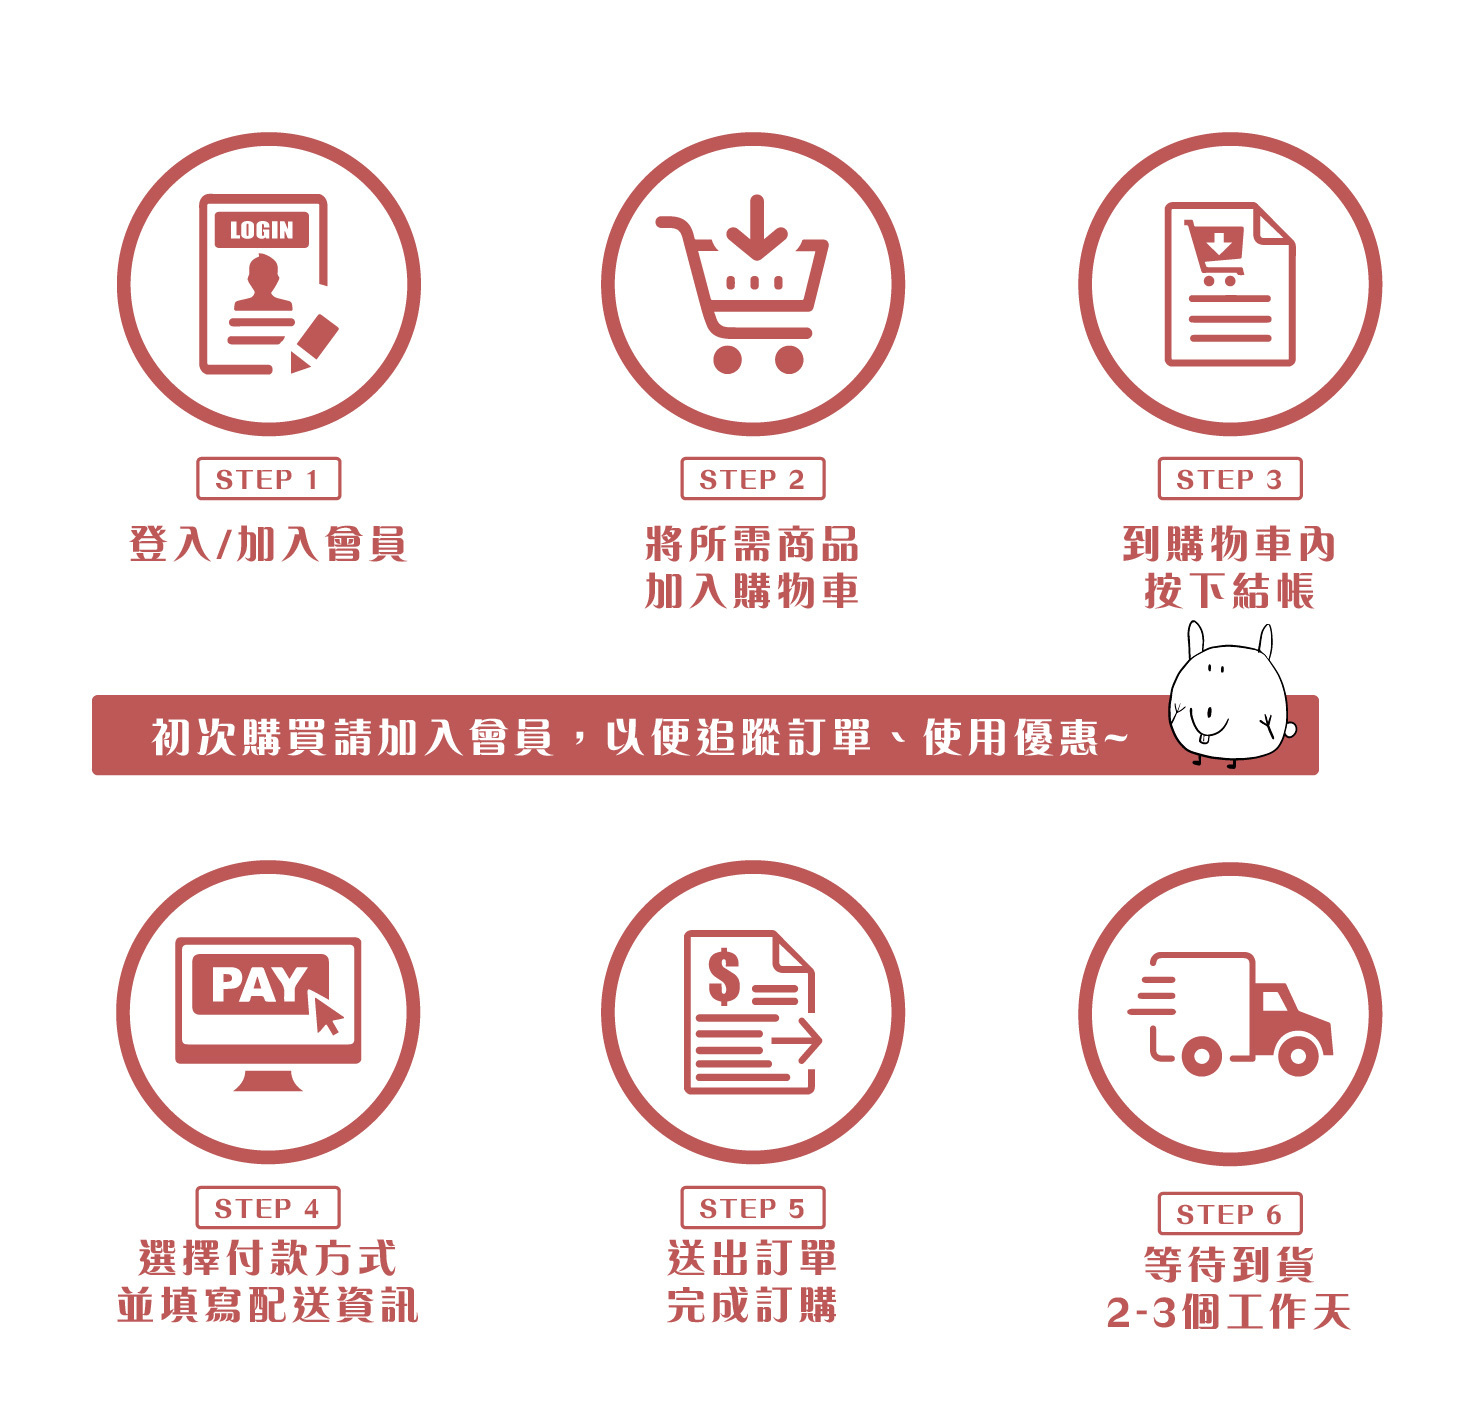 LOGIN
STEP 1
登入/加入會員
STEP 2
將所需商品
加入購物車
STEP 3
到購物車內
按下結帳
初次購買請加入會員，以便追蹤訂單、使用優惠~
PAY
STEP 4
選擇付款方式
並填寫配送資訊
$
STEP 5
送出訂單
完成訂購
STEP 6
等待到貨
2-3個工作天